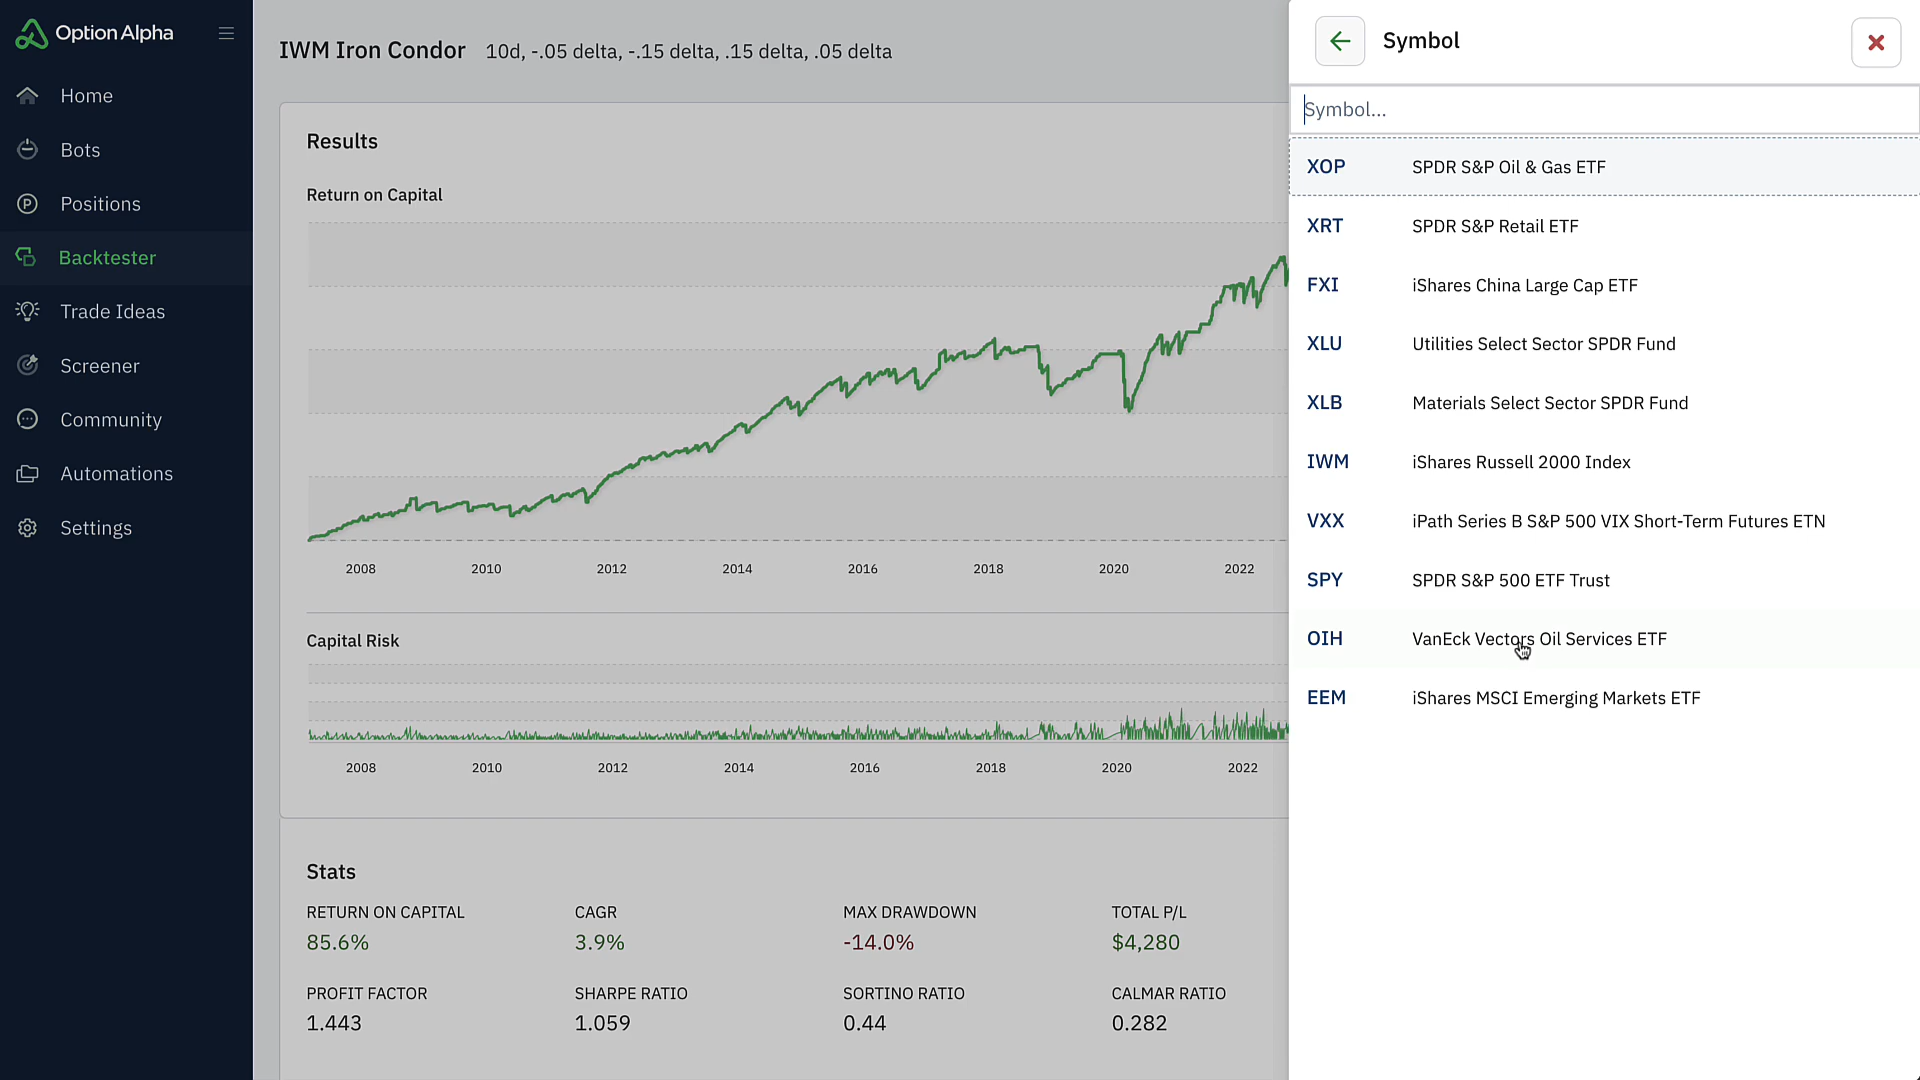 Option Alpha
Home
Bots
Positions
Backtester
Trade Ideas
Screener
Community
Automations
Settings
IWM Iron Condor 10d, -.05 delta, -.15 delta, .15 delta, .05 delta
Results
Return on Capital
2008 2010 2012 2014 2016 2018 2020 2022
Capital Risk
2008 2010 2012 2014 2016 2018 2020 2022
Stats
RETURN ON CAPITAL CAGR MAX DRAWDOWN TOTAL P/L
85.6% 3.9% -14.0% $4,280
PROFIT FACTOR SHARPE RATIO SORTINO RATIO CALMAR RATIO
1.443 1.059 0.44 0.282
Symbol
Symbol...
XOP SPDR S&P Oil & Gas ETF
XRT SPDR S&P Retail ETF
FXI iShares China Large Cap ETF
XLU Utilities Select Sector SPDR Fund
XLB Materials Select Sector SPDR Fund
IWM iShares Russell 2000 Index
VXX iPath Series B S&P 500 VIX Short-Term Futures ETN
SPY SPDR S&P 500 ETF Trust
OIH VanEck Vectors Oil Services ETF
EEM iShares MSCI Emerging Markets ETF